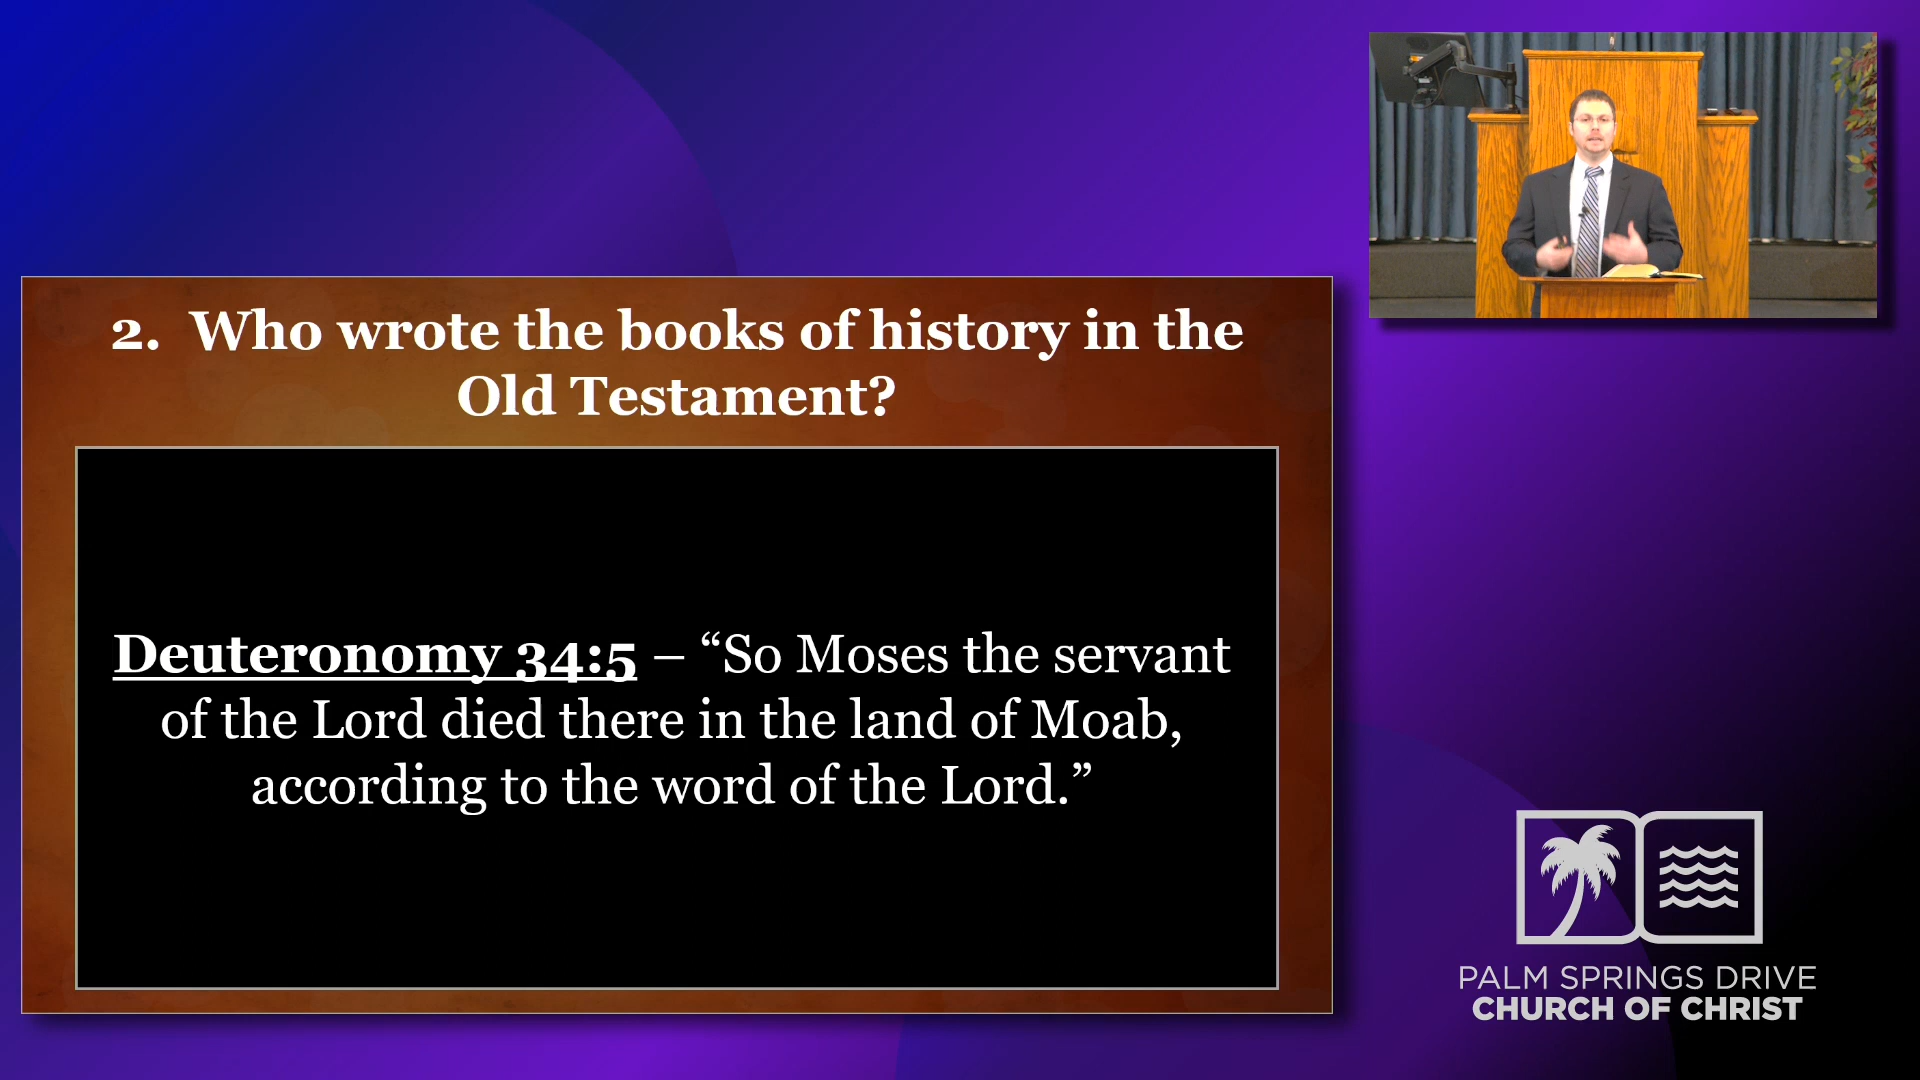 2. Who wrote the books of history in the
Old Testament?
Deuteronomy 34:5 – “So Moses the servant
of the Lord died there in the land of Moab,
according to the word of the Lord.”
PALM SPRINGS DRIVE
CHURCH OF CHRIST